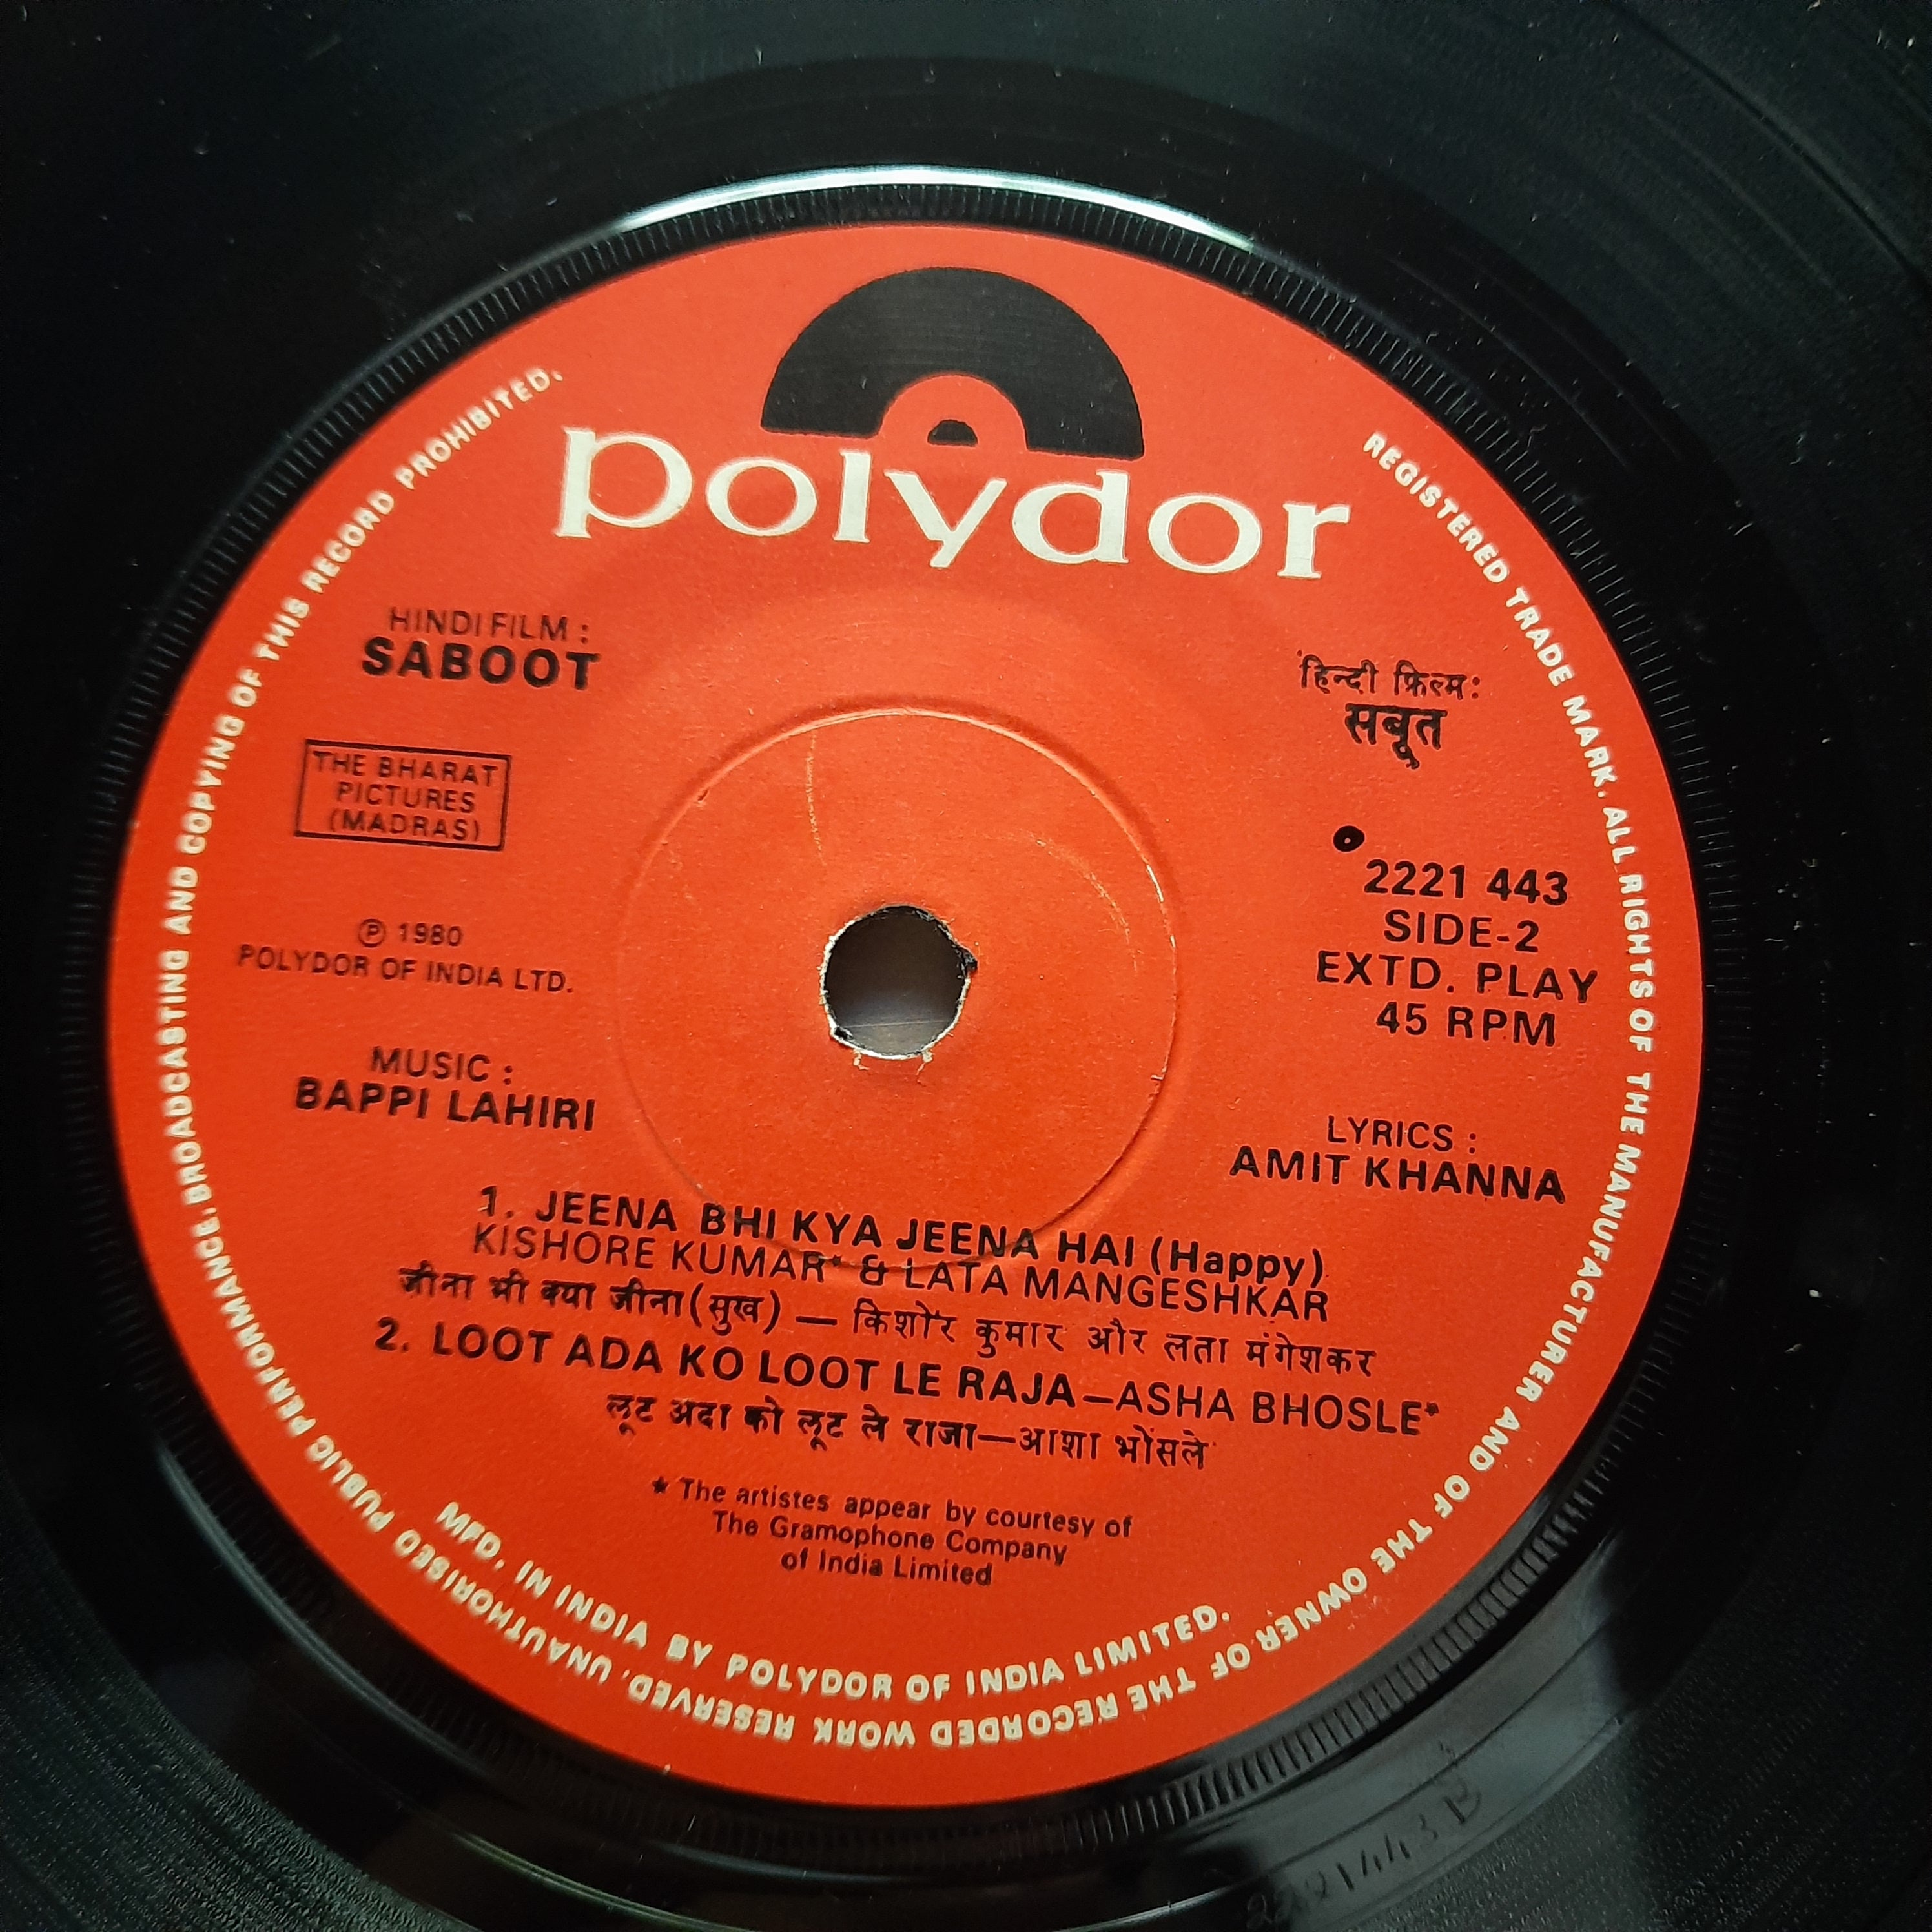 polydor
HINDI FILM :
SABOOT
हिन्दी फ़िल्म:
सबूत
THE BHARAT
PICTURES
(MADRAS)
℗ 1980
POLYDOR OF INDIA LTD.
2221 443
SIDE-2
EXTD. PLAY
45 RPM
MUSIC :
BAPPI LAHIRI
LYRICS :
AMIT KHANNA
1. JEENA BHI KYA JEENA HAI (Happy)
KISHORE KUMAR* & LATA MANGESHKAR
जीना भी क्या जीना (सुख) — किशोर कुमार और लता मंगेशकर
2. LOOT ADA KO LOOT LE RAJA—ASHA BHOSLE*
लूट अदा को लूट ले राजा—आशा भोंसले
* The artistes appear by courtesy of
The Gramophone Company
of India Limited
MFD. IN INDIA BY POLYDOR OF INDIA LIMITED.
REGISTERED TRADE MARK. ALL RIGHTS OF THE MANUFACTURER AND OF THE OWNER OF THE RECORDED WORK RESERVED. UNAUTHORISED PUBLIC PERFORMANCE. BROADCASTING AND COPYING OF THIS RECORD PROHIBITED.